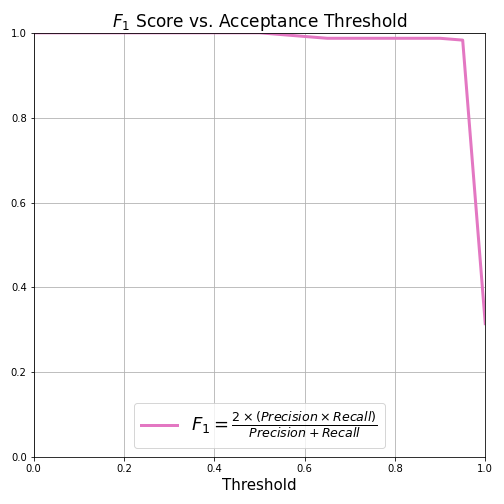 F₁ Score vs. Acceptance Threshold
1.0
0.8
0.6
0.4
0.2
0.0
F₁ = 2 × (Precision × Recall) / Precision + Recall
0.0 0.2 0.4 0.6 0.8 1.0
Threshold